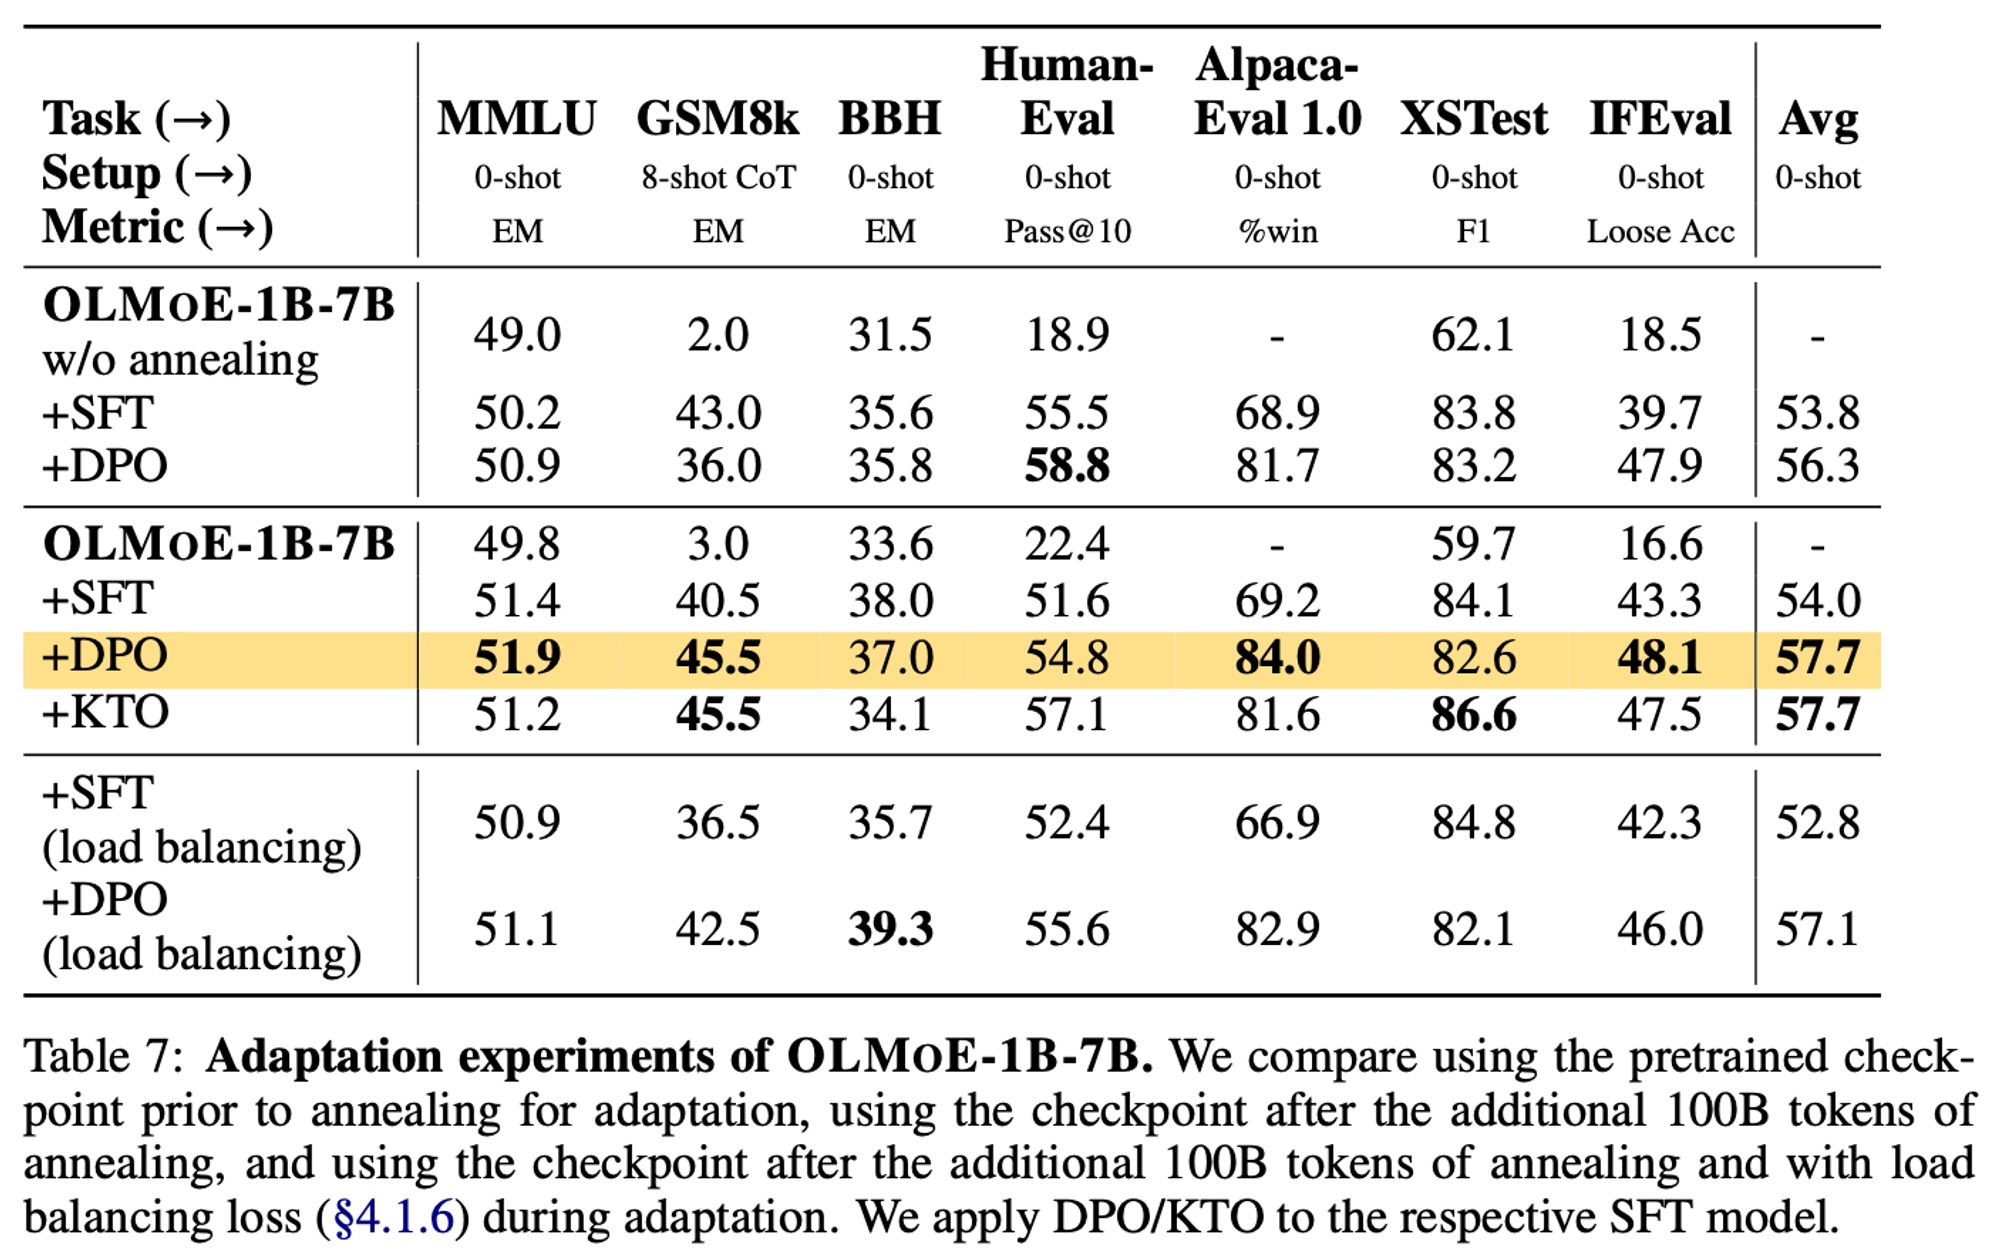 Task (→) MMLU GSM8k BBH Human-Eval Alpaca-Eval 1.0 XSTest IFEval Avg
Setup (→) 0-shot 8-shot CoT 0-shot 0-shot 0-shot 0-shot 0-shot 0-shot
Metric (→) EM EM EM Pass@10 %win F1 Loose Acc
OLMOE-1B-7B
w/o annealing 49.0 2.0 31.5 18.9 - 62.1 18.5 -
+SFT 50.2 43.0 35.6 55.5 68.9 83.8 39.7 53.8
+DPO 50.9 36.0 35.8 58.8 81.7 83.2 47.9 56.3
OLMOE-1B-7B 49.8 3.0 33.6 22.4 - 59.7 16.6 -
+SFT 51.4 40.5 38.0 51.6 69.2 84.1 43.3 54.0
+DPO 51.9 45.5 37.0 54.8 84.0 82.6 48.1 57.7
+KTO 51.2 45.5 34.1 57.1 81.6 86.6 47.5 57.7
+SFT
(load balancing) 50.9 36.5 35.7 52.4 66.9 84.8 42.3 52.8
+DPO
(load balancing) 51.1 42.5 39.3 55.6 82.9 82.1 46.0 57.1
Table 7: Adaptation experiments of OLMOE-1B-7B. We compare using the pretrained check-
point prior to annealing for adaptation, using the checkpoint after the additional 100B tokens of
annealing, and using the checkpoint after the additional 100B tokens of annealing and with load
balancing loss (§4.1.6) during adaptation. We apply DPO/KTO to the respective SFT model.